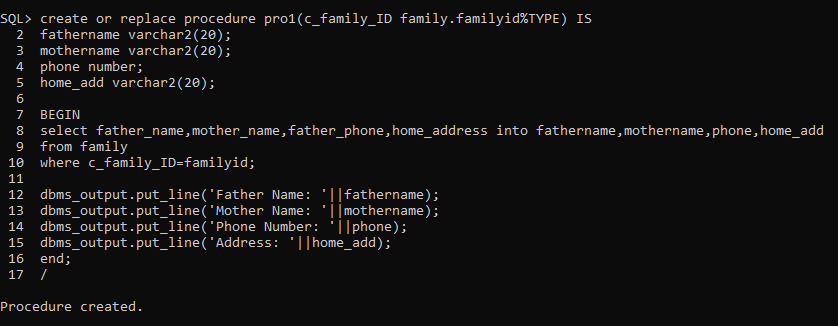 SQL> create or replace procedure pro1(c_family_ID family.familyid%TYPE) IS
  2  fathername varchar2(20);
  3  mothername varchar2(20);
  4  phone number;
  5  home_add varchar2(20);
  6
  7  BEGIN
  8  select father_name,mother_name,father_phone,home_address into fathername,mothername,phone,home_add
  9  from family
 10  where c_family_ID=familyid;
 11
 12  dbms_output.put_line('Father Name: '||fathername);
 13  dbms_output.put_line('Mother Name: '||mothername);
 14  dbms_output.put_line('Phone Number: '||phone);
 15  dbms_output.put_line('Address: '||home_add);
 16  end;
 17  /
Procedure created.